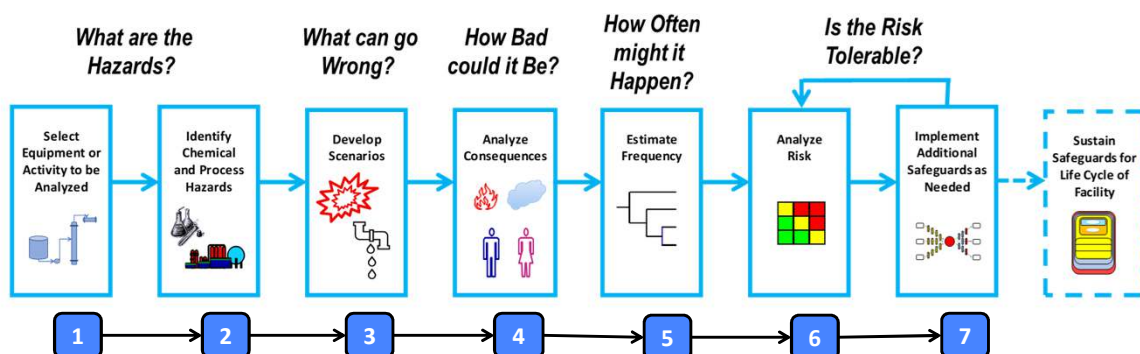 What are the
Hazards?
What can go
Wrong?
How Bad
could it Be?
How Often
might it
Happen?
Is the Risk
Tolerable?
Select
Equipment or
Activity to be
Analyzed
Identify
Chemical
and Process
Hazards
Develop
Scenarios
Analyze
Consequences
Estimate
Frequency
Analyze
Risk
Implement
Additional
Safeguards as
Needed
Sustain
Safeguards for
Life Cycle of
Facility
1
2
3
4
5
6
7